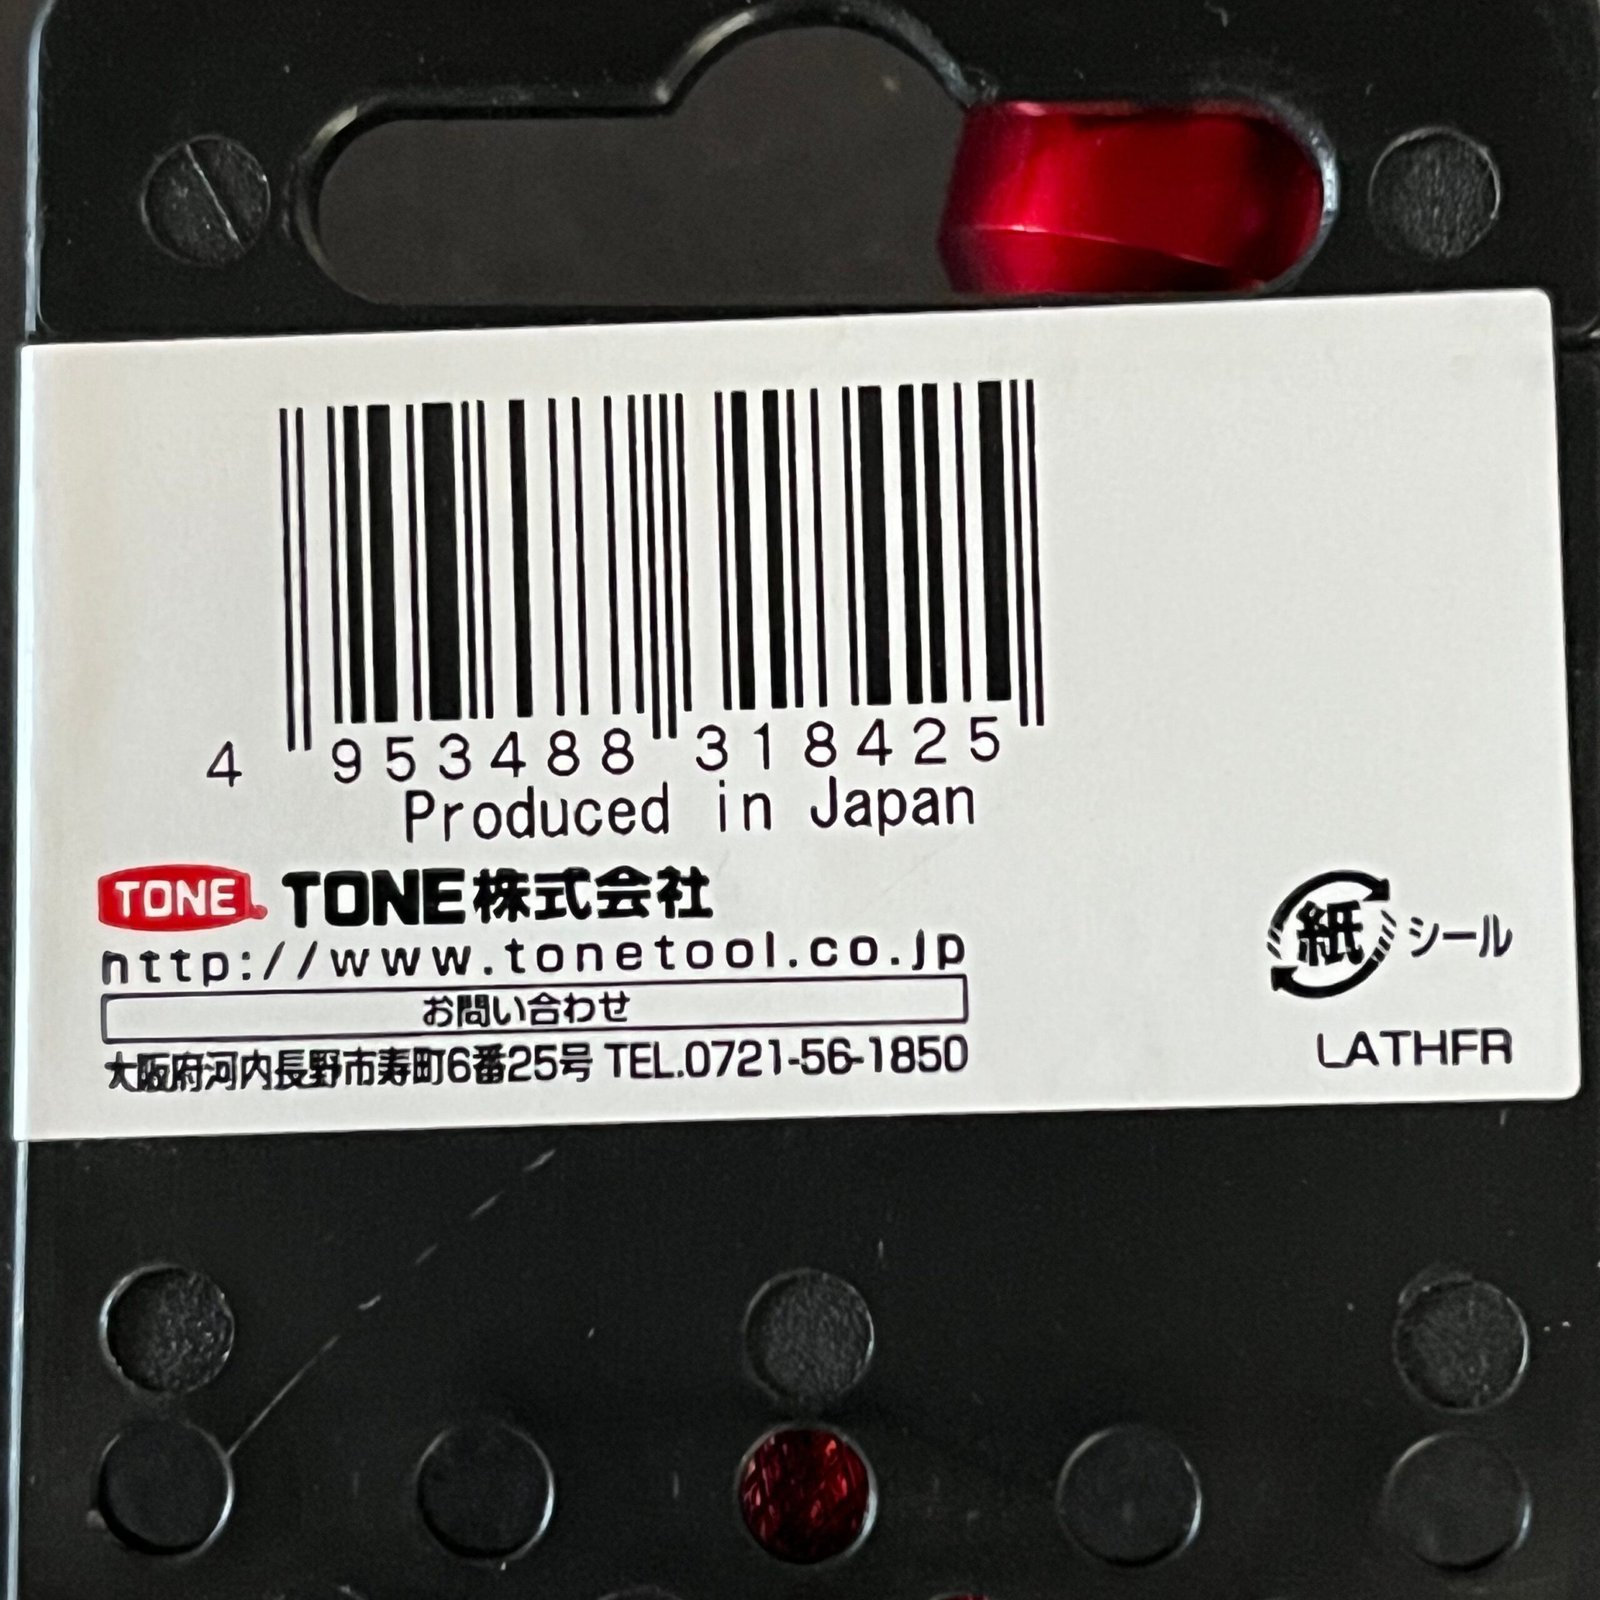 4 953488 318425
Produced in Japan
TONE TONE株式会社
http://www.tonetool.co.jp
お問い合わせ
大阪府河内長野市寿町6番25号 TEL.0721-56-1850
紙 シール
LATHFR